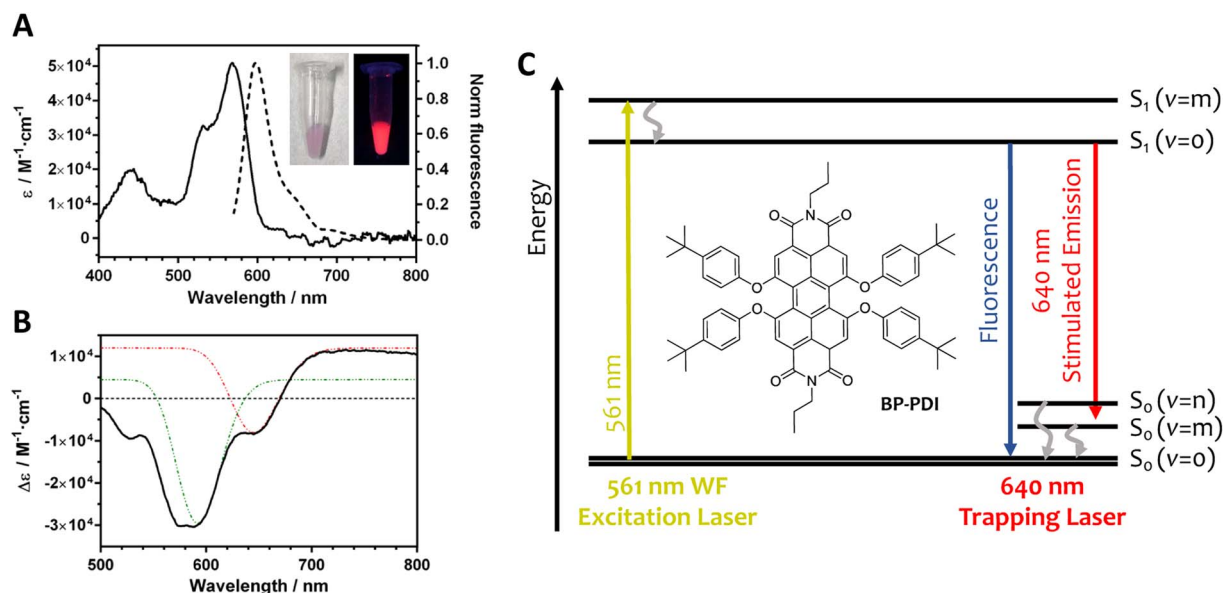 A
ε / M⁻¹·cm⁻¹
5×10⁴
4×10⁴
3×10⁴
2×10⁴
1×10⁴
0
1.0
0.8
0.6
0.4
0.2
0.0
Norm fluorescence
400 500 600 700 800
Wavelength / nm
B
Δε / M⁻¹·cm⁻¹
1×10⁴
0
-1×10⁴
-2×10⁴
-3×10⁴
500 600 700 800
Wavelength / nm
C
Energy
S₁ (v=m)
S₁ (v=0)
561 nm
N
O O
O O
O O
O O
N
BP-PDI
Fluorescence
640 nm
Stimulated Emission
S₀ (v=n)
S₀ (v=m)
S₀ (v=0)
561 nm WF
Excitation Laser
640 nm
Trapping Laser